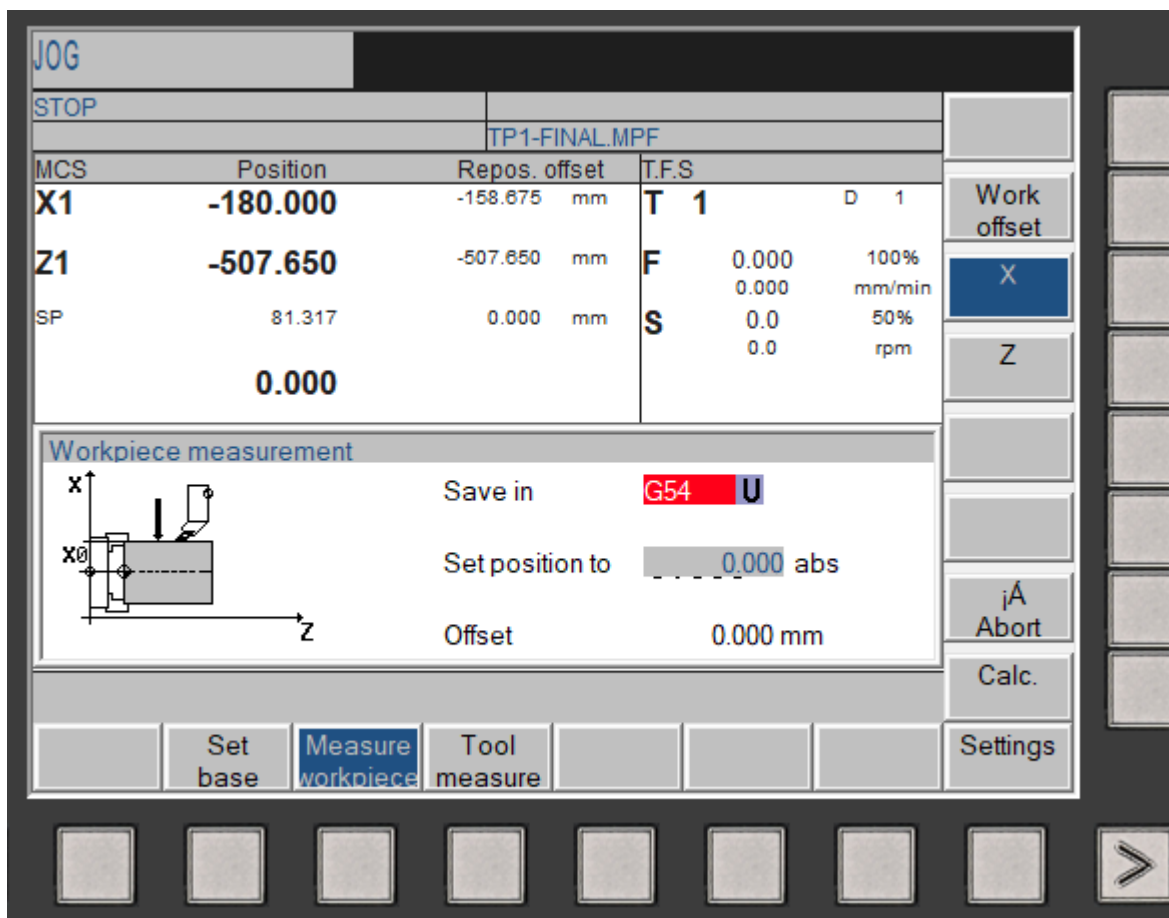 JOG
STOP
TP1-FINAL.MPF
MCS Position Repos. offset T.F.S
X1 -180.000 -158.675 mm T 1 D 1
Work
offset
Z1 -507.650 -507.650 mm F 0.000 100%
0.000 mm/min
X
SP 81.317 0.000 mm S 0.0 50%
0.0 rpm
Z
0.000
Workpiece measurement
X
Save in G54 U
X0
Set position to 0.000 abs
Z
Offset 0.000 mm
¡Á
Abort
Calc.
Set
base
Measure
workpiece
Tool
measure
Settings